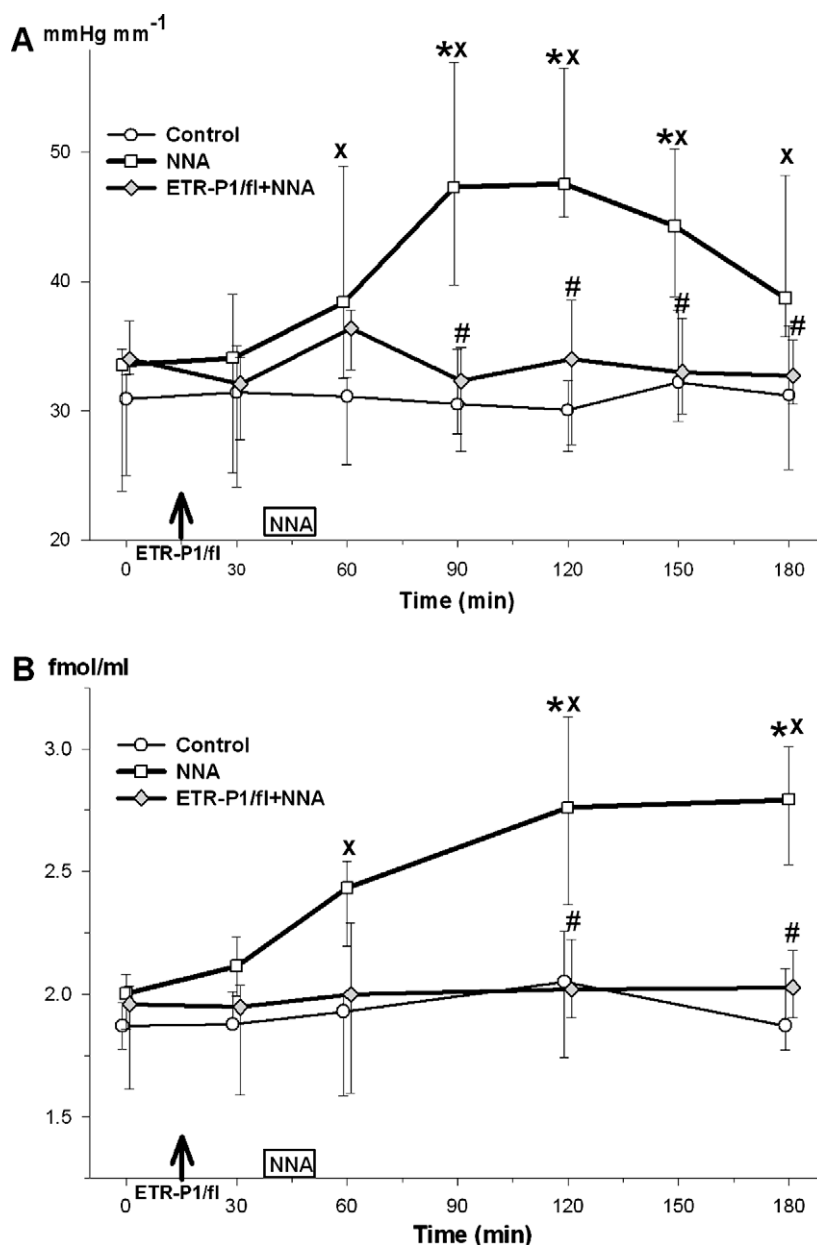 A mmHg mm⁻¹
*x *x
*x x
x
Control
NNA
ETR-P1/fl+NNA
50
40
30
20
# # # #
NNA
ETR-P1/fl
0 30 60 90 120 150 180
Time (min)
B fmol/ml
*x *x
x
Control
NNA
ETR-P1/fl+NNA
3.0
2.5
2.0
1.5
# #
NNA
ETR-P1/fl
0 30 60 90 120 150 180
Time (min)